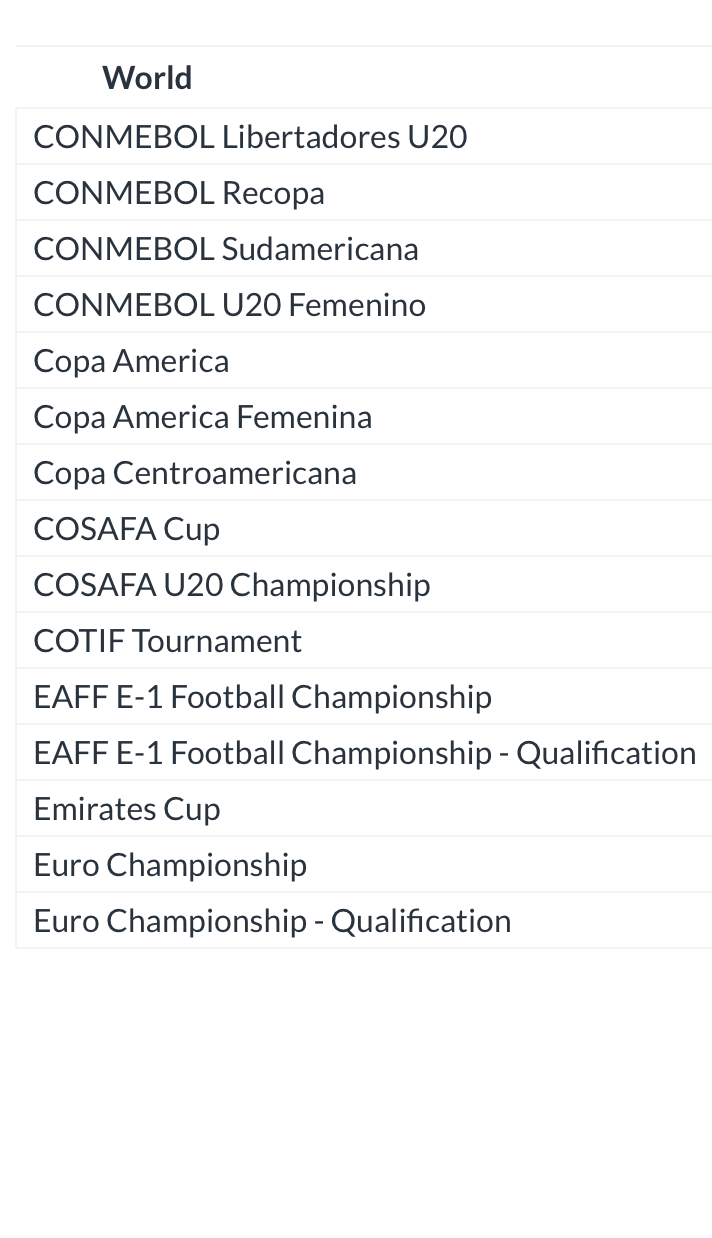 World
CONMEBOL Libertadores U20
CONMEBOL Recopa
CONMEBOL Sudamericana
CONMEBOL U20 Femenino
Copa America
Copa America Femenina
Copa Centroamericana
COSAFA Cup
COSAFA U20 Championship
COTIF Tournament
EAFF E-1 Football Championship
EAFF E-1 Football Championship - Qualification
Emirates Cup
Euro Championship
Euro Championship - Qualification